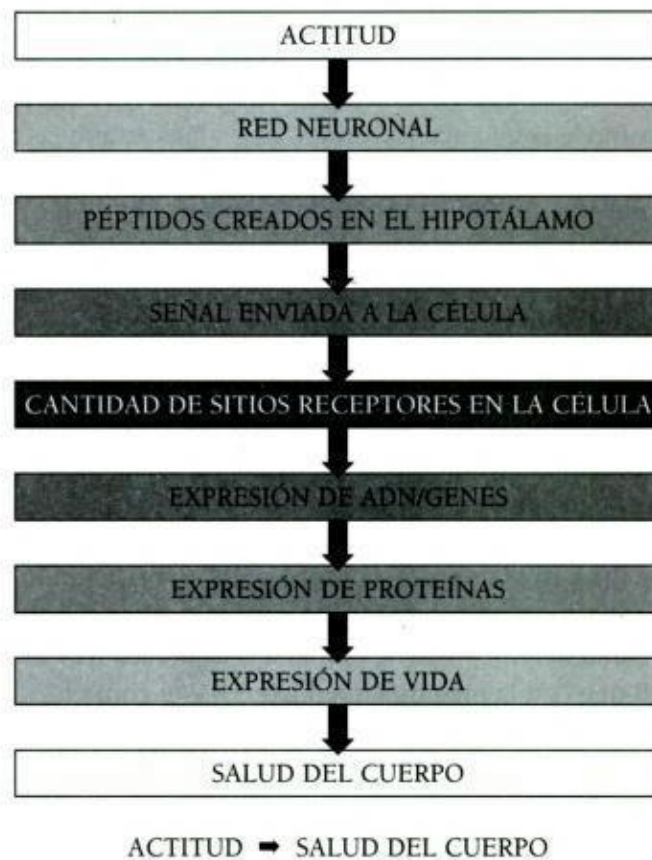 ACTITUD
RED NEURONAL
PÉPTIDOS CREADOS EN EL HIPOTÁLAMO
SEÑAL ENVIADA A LA CÉLULA
CANTIDAD DE SITIOS RECEPTORES EN LA CÉLULA
EXPRESIÓN DE ADN/GENES
EXPRESIÓN DE PROTEÍNAS
EXPRESIÓN DE VIDA
SALUD DEL CUERPO
ACTITUD ➡ SALUD DEL CUERPO